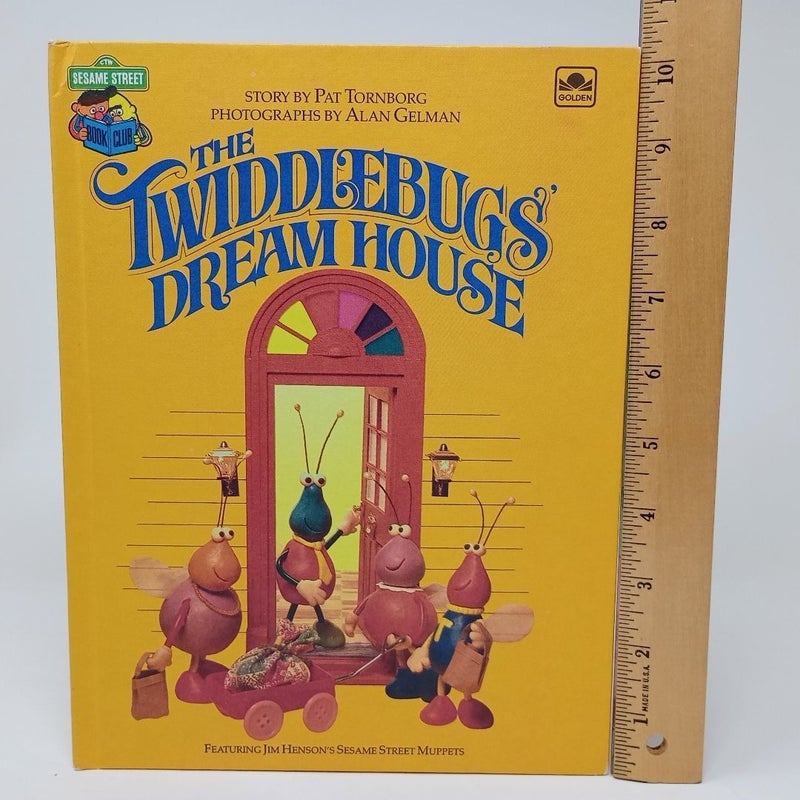 CTW
SESAME STREET
BOOK CLUB
STORY BY PAT TORNBORG
PHOTOGRAPHS BY ALAN GELMAN
GOLDEN
THE
TWIDDLEBUGS'
DREAM HOUSE
FEATURING JIM HENSON'S SESAME STREET MUPPETS
10
9
8
7
6
5
4
3
2
1
MADE IN U.S.A.